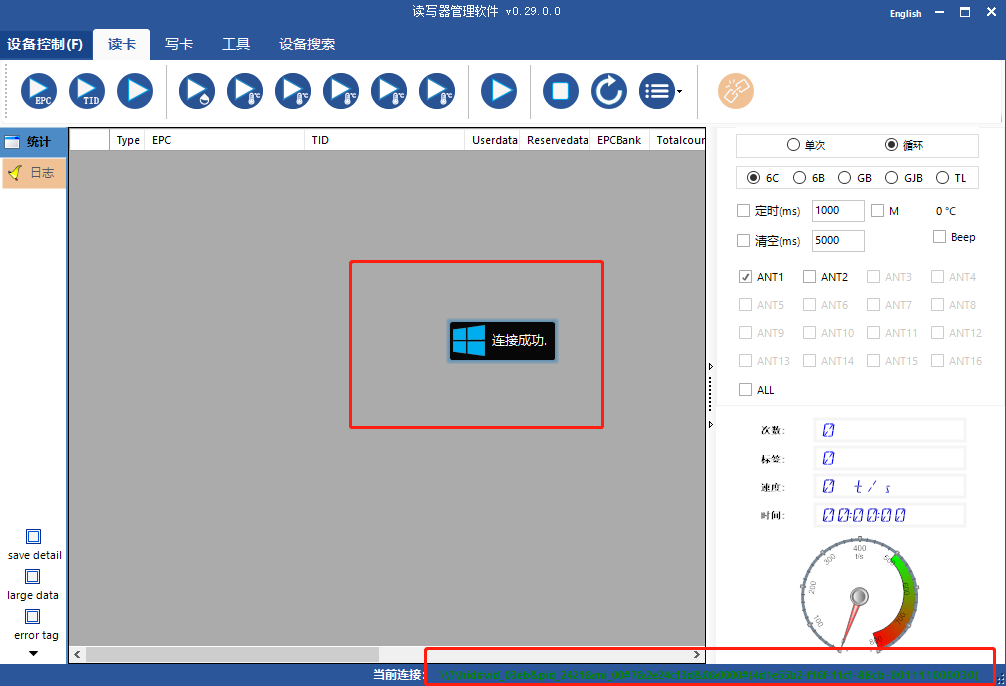 读写器管理软件 v0.29.0.0
English
设备控制(F) 读卡 写卡 工具 设备搜索
EPC TID
统计
日志
Type EPC TID Userdata Reservedata EPCBank Totalcour
连接成功.
单次 循环
6C 6B GB GJB TL
定时(ms) 1000 M 0 ℃
清空(ms) 5000 Beep
ANT1 ANT2 ANT3 ANT4
ANT5 ANT6 ANT7 ANT8
ANT9 ANT10 ANT11 ANT12
ANT13 ANT14 ANT15 ANT16
ALL
次数: 0
标签: 0
速度: 0 t/s
时间: 00:00:00
400
t/s
300
200
100
save detail
large data
error tag
当前连接: